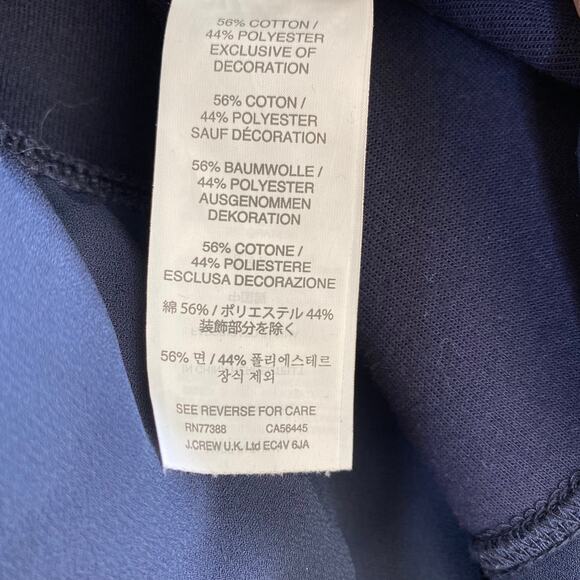 56% COTTON /
44% POLYESTER
EXCLUSIVE OF
DECORATION
56% COTON /
44% POLYESTER
SAUF DÉCORATION
56% BAUMWOLLE /
44% POLYESTER
AUSGENOMMEN
DEKORATION
56% COTONE /
44% POLIESTERE
ESCLUSA DECORAZIONE
綿 56% / ポリエステル 44%
装飾部分を除く
56% 면 / 44% 폴리에스테르
장식 제외
SEE REVERSE FOR CARE
RN77388 CA56445
J.CREW U.K. Ltd EC4V 6JA